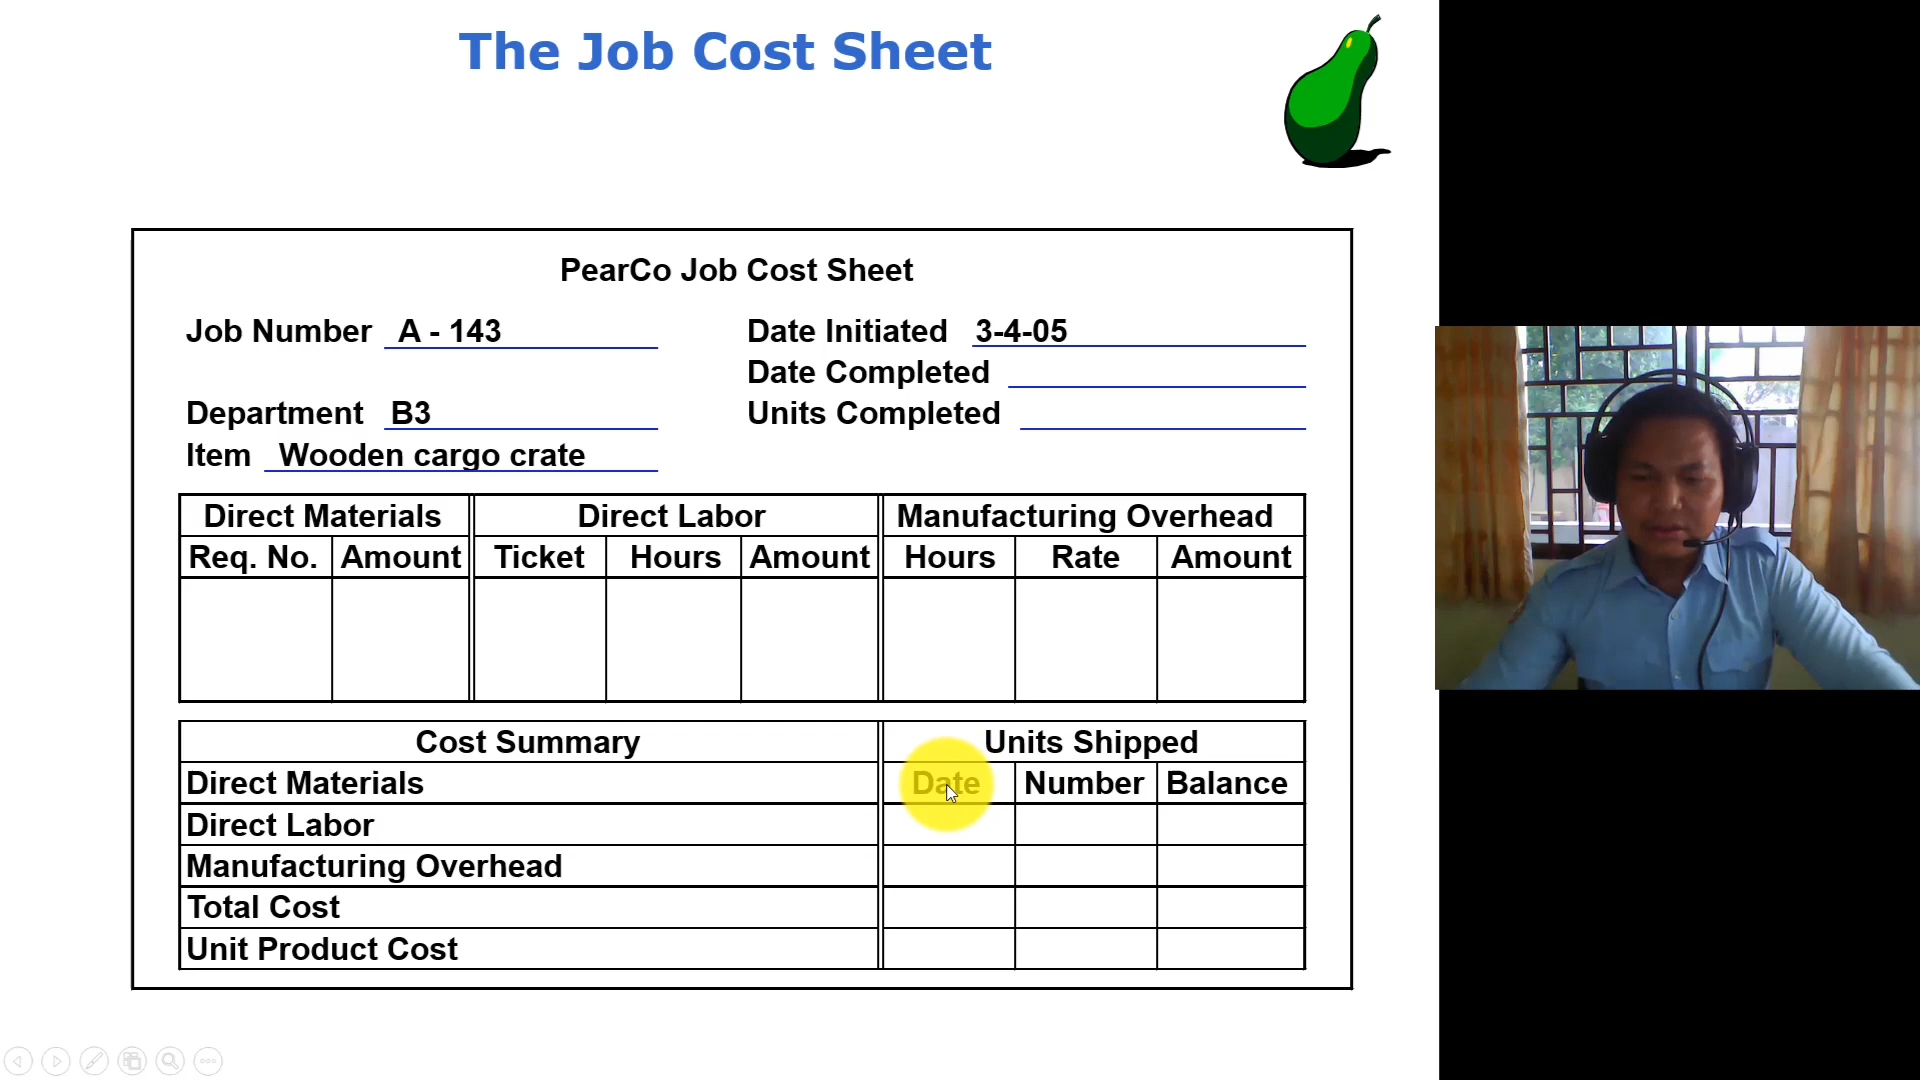 The Job Cost Sheet
PearCo Job Cost Sheet
Job Number A - 143 Date Initiated 3-4-05
Date Completed
Department B3 Units Completed
Item Wooden cargo crate
Direct Materials Direct Labor Manufacturing Overhead
Req. No. Amount Ticket Hours Amount Hours Rate Amount
Cost Summary Units Shipped
Direct Materials Date Number Balance
Direct Labor
Manufacturing Overhead
Total Cost
Unit Product Cost